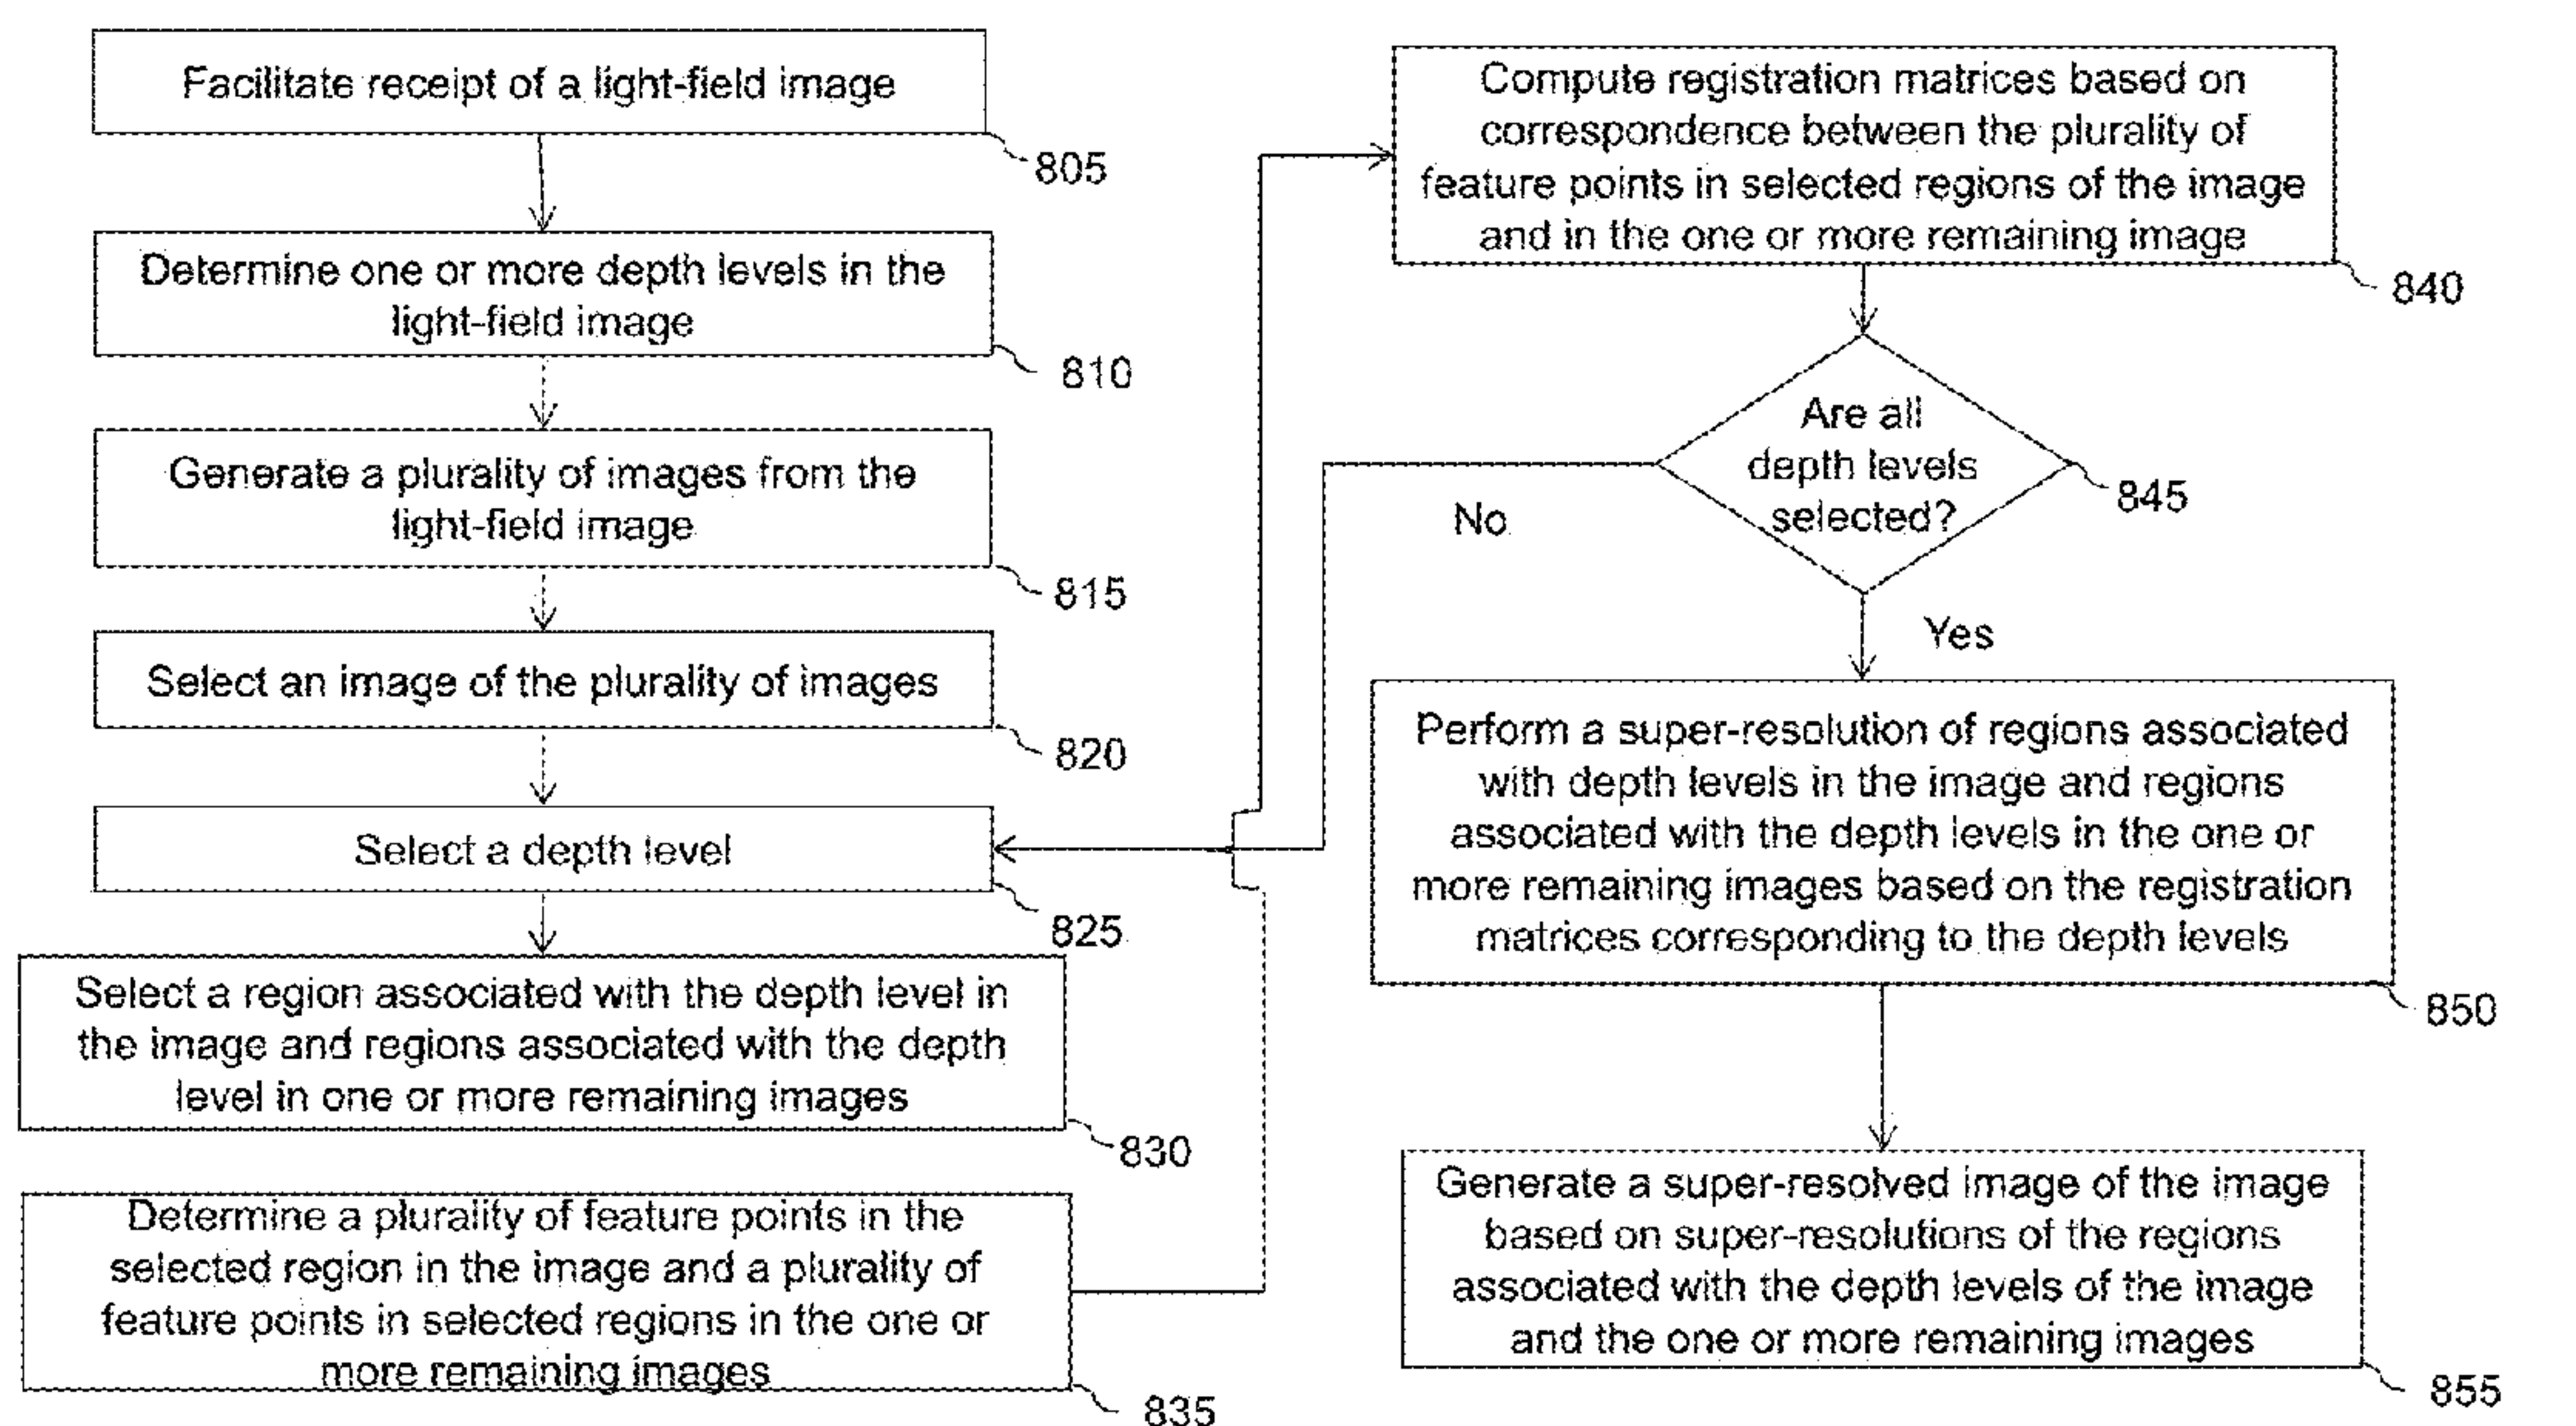 Facilitate receipt of a light-field image
805
Determine one or more depth levels in the
light-field image
810
Generate a plurality of images from the
light-field image
815
Select an image of the plurality of images
820
Select a depth level
825
Select a region associated with the depth level in
the image and regions associated with the depth
level in one or more remaining images
830
Determine a plurality of feature points in the
selected region in the image and a plurality of
feature points in selected regions in the one or
more remaining images
835
Compute registration matrices based on
correspondence between the plurality of
feature points in selected regions of the image
and in the one or more remaining image
840
Are all
depth levels
selected?
845
No
Yes
Perform a super-resolution of regions associated
with depth levels in the image and regions
associated with the depth levels in the one or
more remaining images based on the registration
matrices corresponding to the depth levels
850
Generate a super-resolved image of the image
based on super-resolutions of the regions
associated with the depth levels of the image
and the one or more remaining images
855